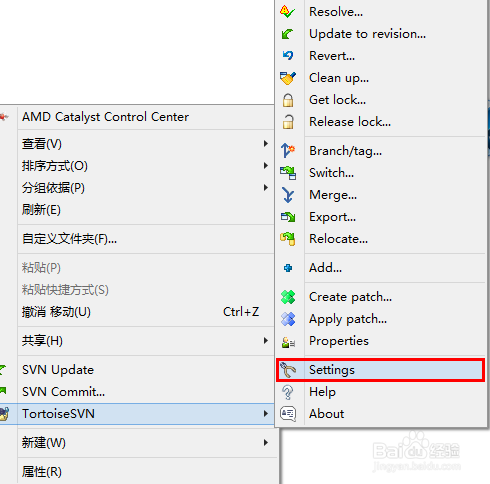 AMD Catalyst Control Center
查看(V)
排序方式(O)
分组依据(P)
刷新(E)
自定义文件夹(F)...
粘贴(P)
粘贴快捷方式(S)
撤消 移动(U) Ctrl+Z
共享(H)
SVN Update
SVN Commit...
TortoiseSVN
新建(W)
属性(R)
Resolve...
Update to revision...
Revert...
Clean up...
Get lock...
Release lock...
Branch/tag...
Switch...
Merge...
Export...
Relocate...
Add...
Create patch...
Apply patch...
Properties
Settings
Help
About
Baidu 经验
jingyan.baidu.com